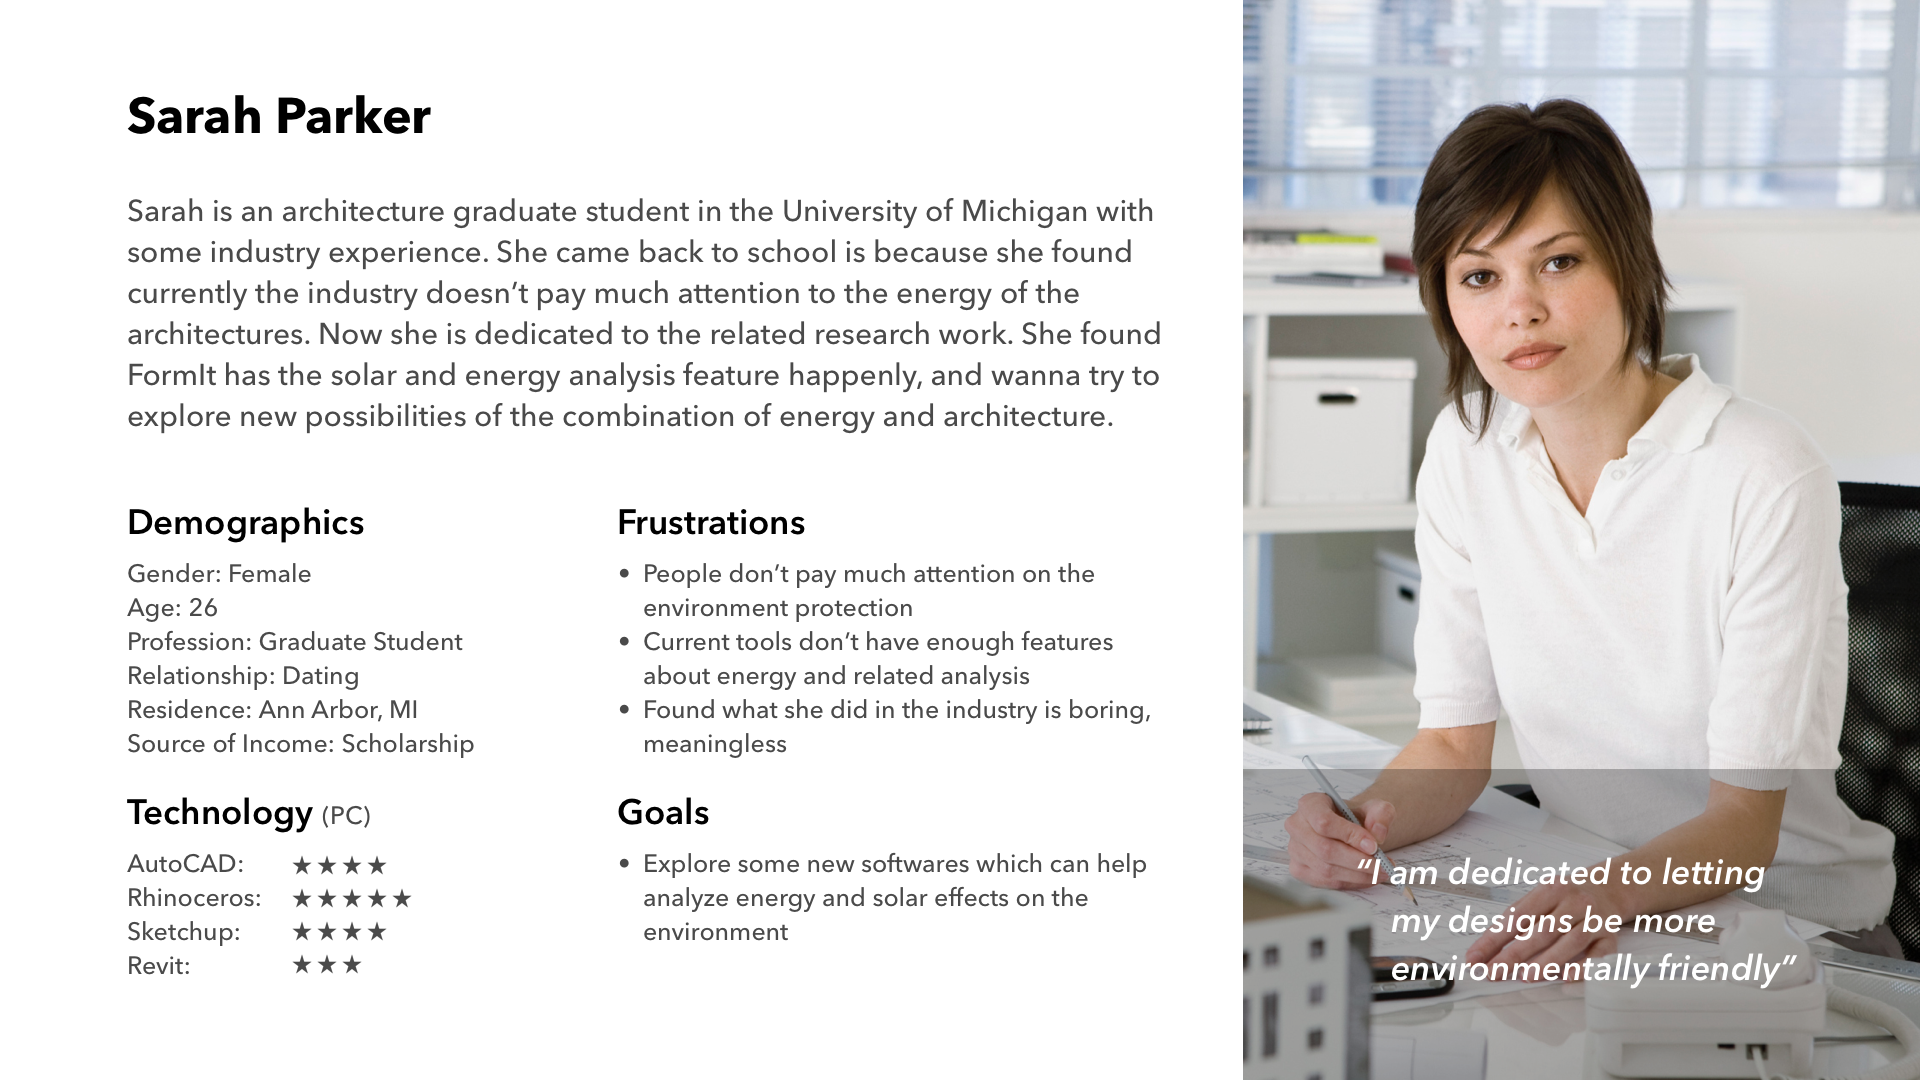 Sarah Parker
Sarah is an architecture graduate student in the University of Michigan with
some industry experience. She came back to school is because she found
currently the industry doesn’t pay much attention to the energy of the
architectures. Now she is dedicated to the related research work. She found
FormIt has the solar and energy analysis feature happenly, and wanna try to
explore new possibilities of the combination of energy and architecture.
Demographics
Gender: Female
Age: 26
Profession: Graduate Student
Relationship: Dating
Residence: Ann Arbor, MI
Source of Income: Scholarship
Technology (PC)
AutoCAD: ★★★★
Rhinoceros: ★★★★★
Sketchup: ★★★★
Revit: ★★★
Frustrations
• People don’t pay much attention on the
environment protection
• Current tools don’t have enough features
about energy and related analysis
• Found what she did in the industry is boring,
meaningless
Goals
• Explore some new softwares which can help
analyze energy and solar effects on the
environment
“I am dedicated to letting
my designs be more
environmentally friendly”